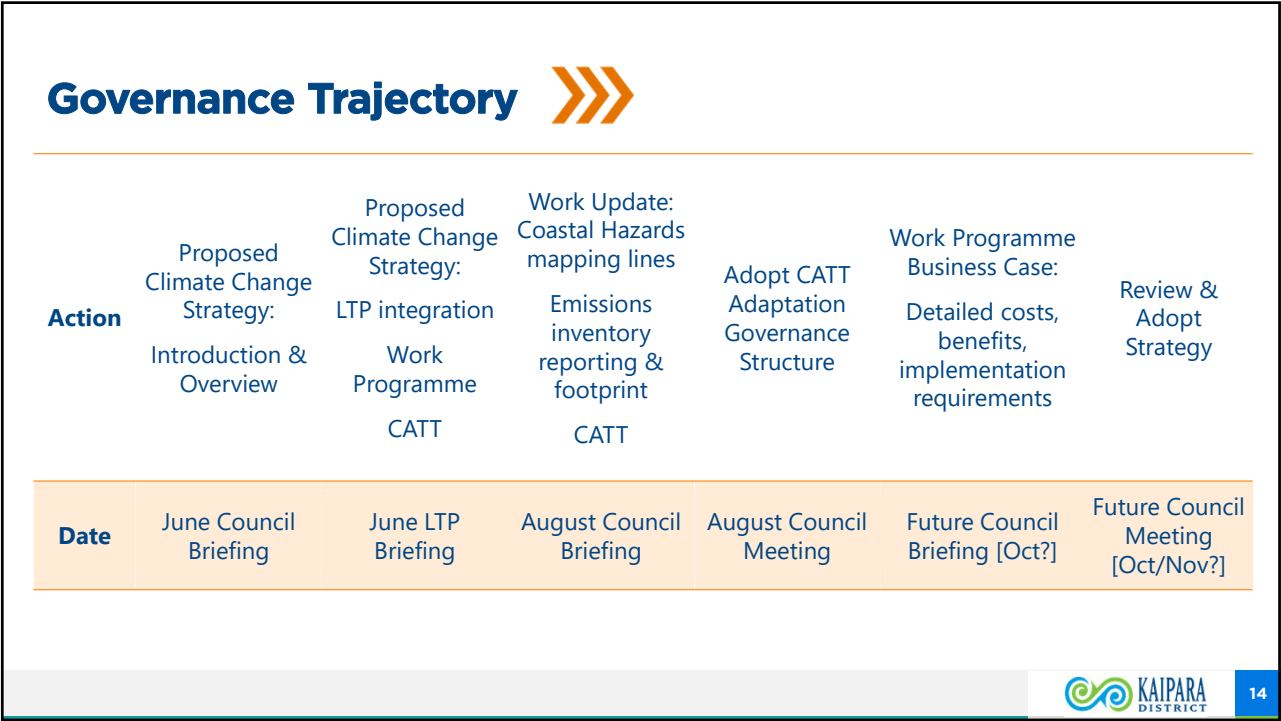 Governance Trajectory
Action
Proposed
Climate Change
Strategy:
Introduction &
Overview
Proposed
Climate Change
Strategy:
LTP integration
Work
Programme
CATT
Work Update:
Coastal Hazards
mapping lines
Emissions
inventory
reporting &
footprint
CATT
Adopt CATT
Adaptation
Governance
Structure
Work Programme
Business Case:
Detailed costs,
benefits,
implementation
requirements
Review &
Adopt
Strategy
Date
June Council
Briefing
June LTP
Briefing
August Council
Briefing
August Council
Meeting
Future Council
Briefing [Oct?]
Future Council
Meeting
[Oct/Nov?]
KAIPARA
DISTRICT
14